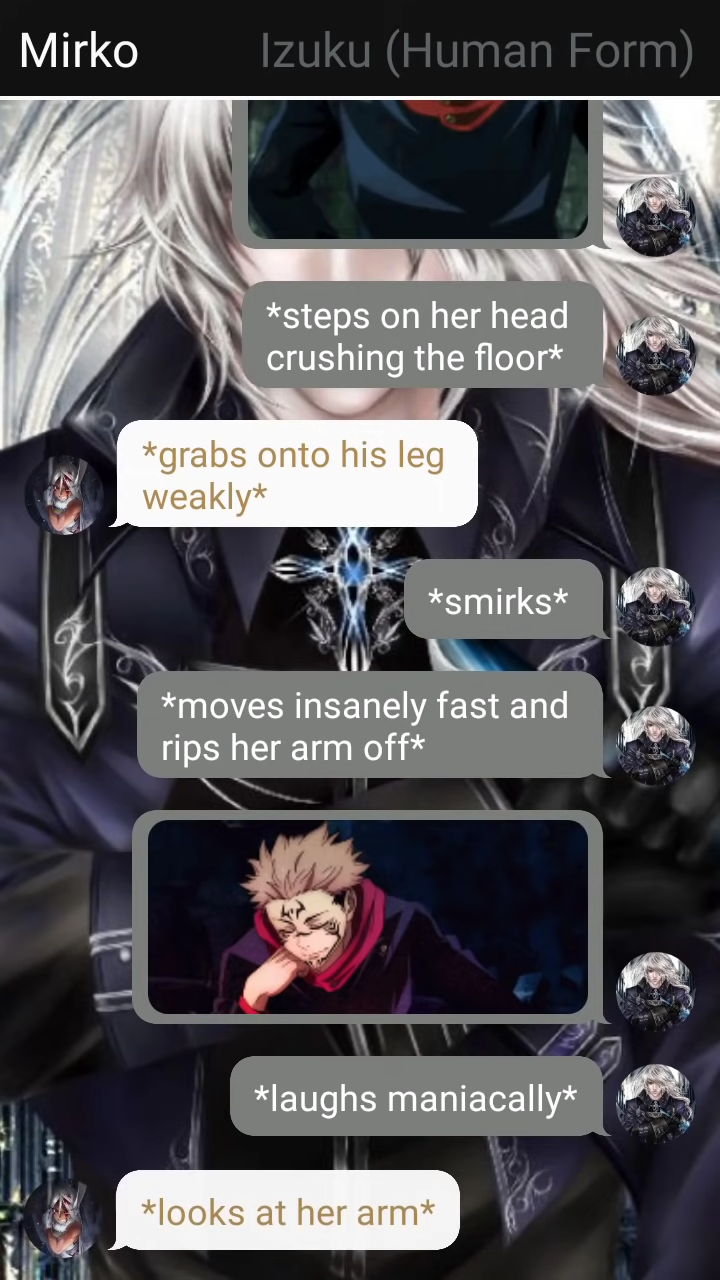 Mirko Izuku (Human Form)
*steps on her head
crushing the floor*
*grabs onto his leg
weakly*
*smirks*
*moves insanely fast and
rips her arm off*
*laughs maniacally*
*looks at her arm*